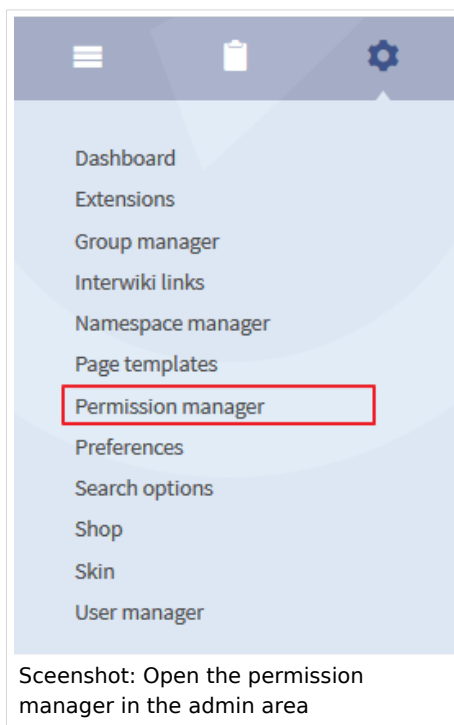 Dashboard
Extensions
Group manager
Interwiki links
Namespace manager
Page templates
Permission manager
Preferences
Search options
Shop
Skin
User manager
Sceenshot: Open the permission
manager in the admin area